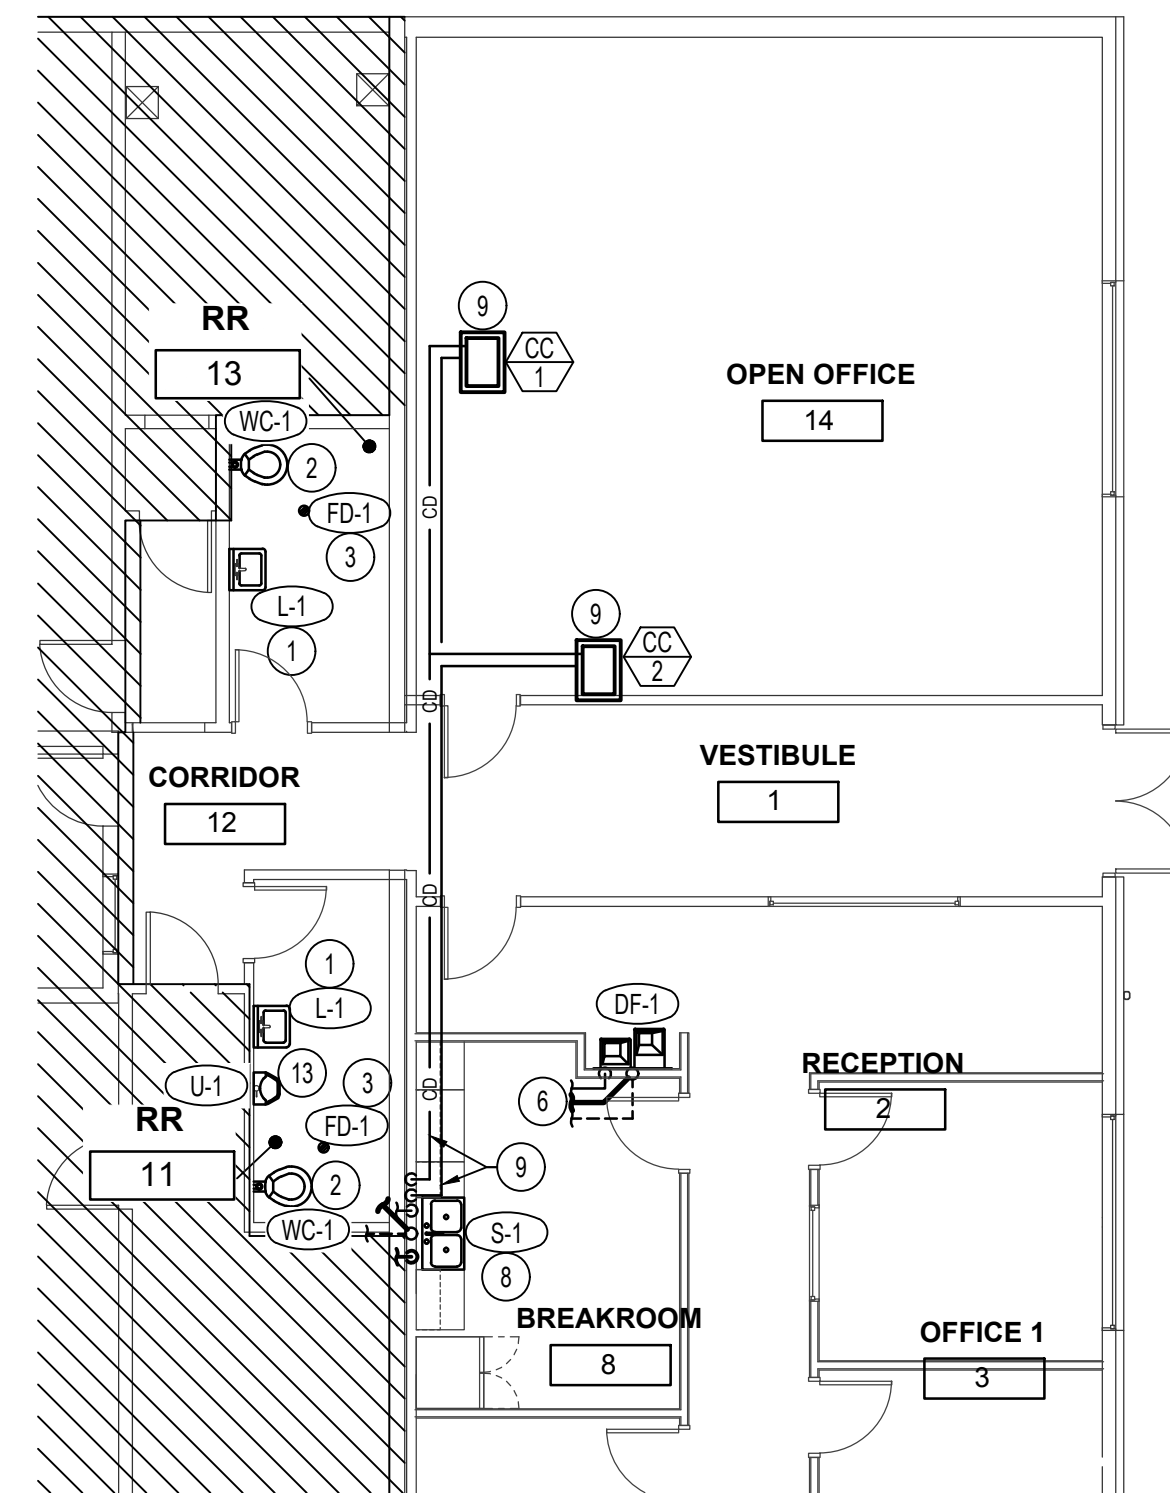 RR
13
WC-1
2
FD-1
3
L-1
1
9
CC
1
OPEN OFFICE
14
CD
9
CC
2
CD
VESTIBULE
1
CORRIDOR
12
CD
1
L-1
U-1
13
3
FD-1
RR
11
2
WC-1
CD
DF-1
6
9
S-1
8
RECEPTION
2
BREAKROOM
8
OFFICE 1
3